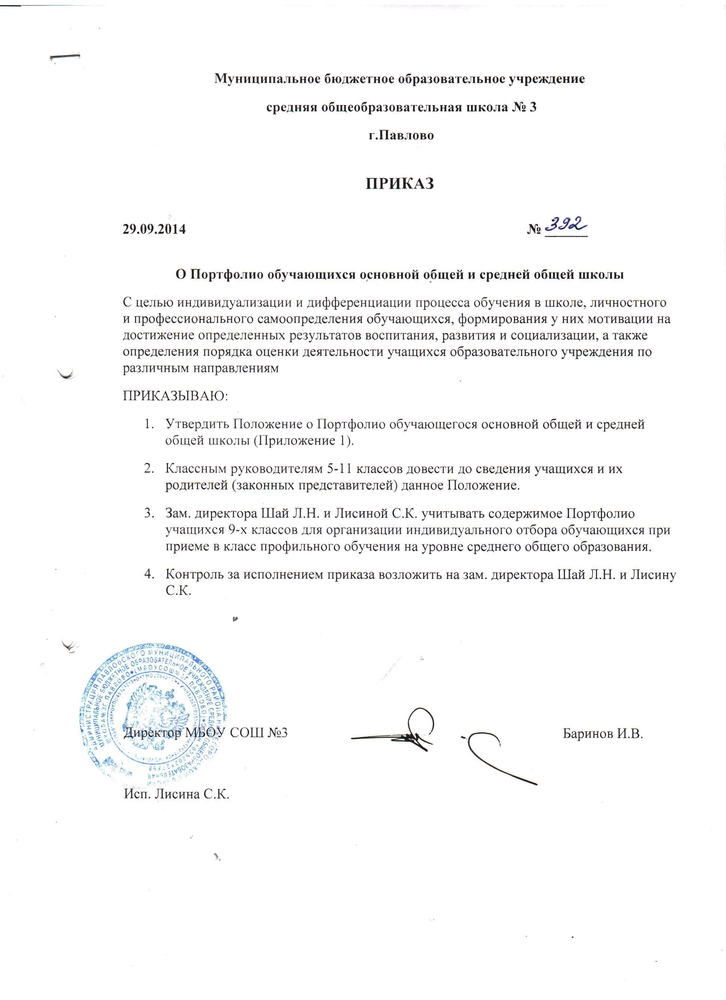 Муниципальное бюджетное образовательное учреждение
средняя общеобразовательная школа № 3
г.Павлово
ПРИКАЗ
29.09.2014 № 392
О Портфолио обучающихся основной общей и средней общей школы
С целью индивидуализации и дифференциации процесса обучения в школе, личностного
и профессионального самоопределения обучающихся, формирования у них мотивации на
достижение определенных результатов воспитания, развития и социализации, а также
определения порядка оценки деятельности учащихся образовательного учреждения по
различным направлениям
ПРИКАЗЫВАЮ:
1. Утвердить Положение о Портфолио обучающегося основной общей и средней
общей школы (Приложение 1).
2. Классным руководителям 5-11 классов довести до сведения учащихся и их
родителей (законных представителей) данное Положение.
3. Зам. директора Шай Л.Н. и Лисиной С.К. учитывать содержимое Портфолио
учащихся 9-х классов для организации индивидуального отбора обучающихся при
приеме в класс профильного обучения на уровне среднего общего образования.
4. Контроль за исполнением приказа возложить на зам. директора Шай Л.Н. и Лисину
С.К.
АДМИНИСТРАЦИЯ ПАВЛОВСКОГО МУНИЦИПАЛЬНОГО РАЙОНА
МУНИЦИПАЛЬНОЕ БЮДЖЕТНОЕ ОБРАЗОВАТЕЛЬНОЕ УЧРЕЖДЕНИЕ СРЕДНЯЯ ОБЩЕОБРАЗОВАТЕЛЬНАЯ
ШКОЛА № 3 Г. ПАВЛОВО (МБОУ СОШ № 3 Г. ПАВЛОВО)
Директор МБОУ СОШ №3 Баринов И.В.
Исп. Лисина С.К.